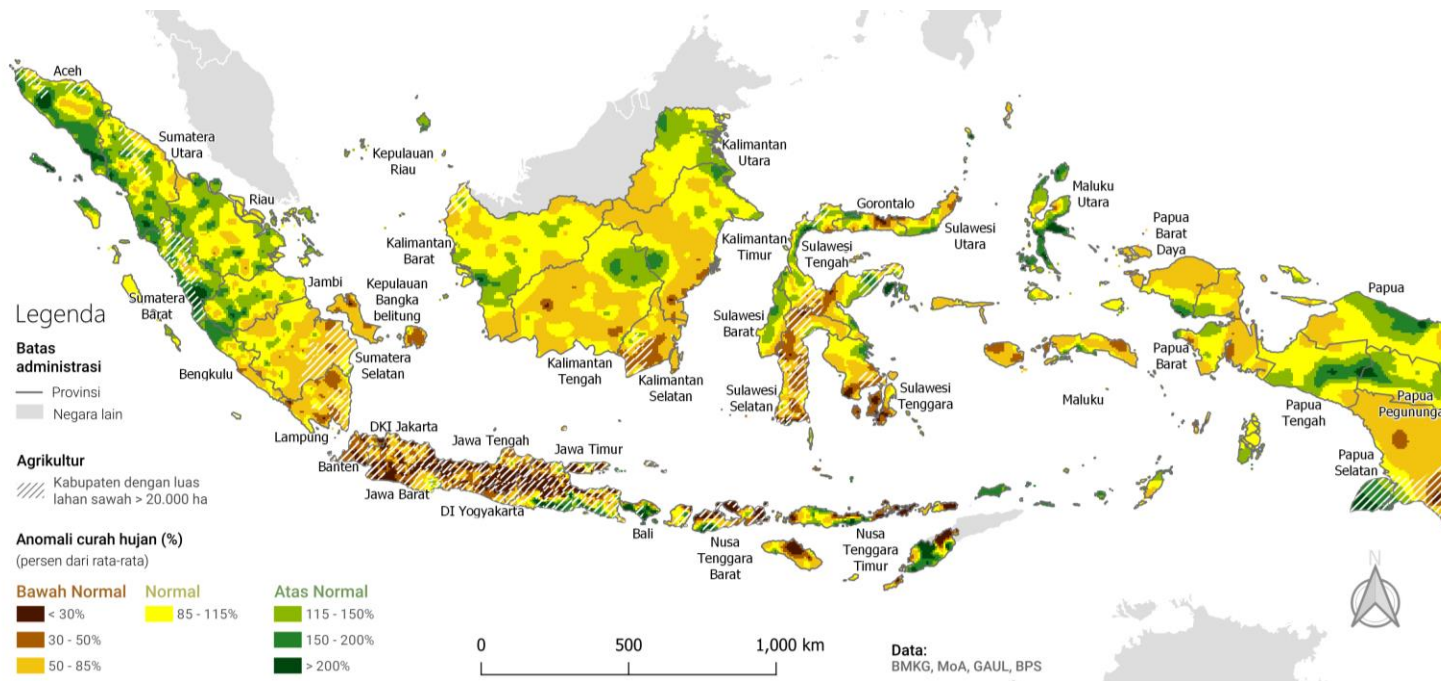 Aceh
Sumatera
Utara
Riau
Kepulauan
Riau
Kalimantan
Utara
Kalimantan
Barat
Kalimantan
Timur
Gorontalo
Sulawesi
Utara
Sulawesi
Tengah
Maluku
Utara
Papua
Barat
Daya
Papua
Jambi
Kepulauan
Bangka
belitung
Sumatera
Barat
Sulawesi
Barat
Papua
Barat
Bengkulu
Sumatera
Selatan
Kalimantan
Tengah
Kalimantan
Selatan
Sulawesi
Selatan
Sulawesi
Tenggara
Maluku
Papua
Tengah
Papua
Pegununga
Lampung
DKI Jakarta
Jawa Tengah
Jawa Timur
Banten
Jawa Barat
DI Yogyakarta
Bali
Nusa
Tenggara
Barat
Nusa
Tenggara
Timur
Papua
Selatan
Legenda
Batas
administrasi
Provinsi
Negara lain
Agrikultur
Kabupaten dengan luas
lahan sawah > 20.000 ha
Anomali curah hujan (%)
(persen dari rata-rata)
Bawah Normal
Normal
Atas Normal
< 30%
85 - 115%
115 - 150%
30 - 50%
150 - 200%
50 - 85%
> 200%
0
500
1,000 km
Data:
BMKG, MoA, GAUL, BPS
N